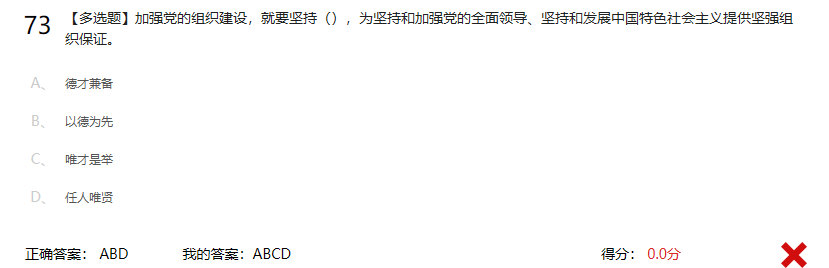 73 【多选题】加强党的组织建设，就要坚持（），为坚持和加强党的全面领导、坚持和发展中国特色社会主义提供坚强组
织保证。
A、 德才兼备
B、 以德为先
C、 唯才是举
D、 任人唯贤
正确答案： ABD 我的答案：ABCD 得分： 0.0分